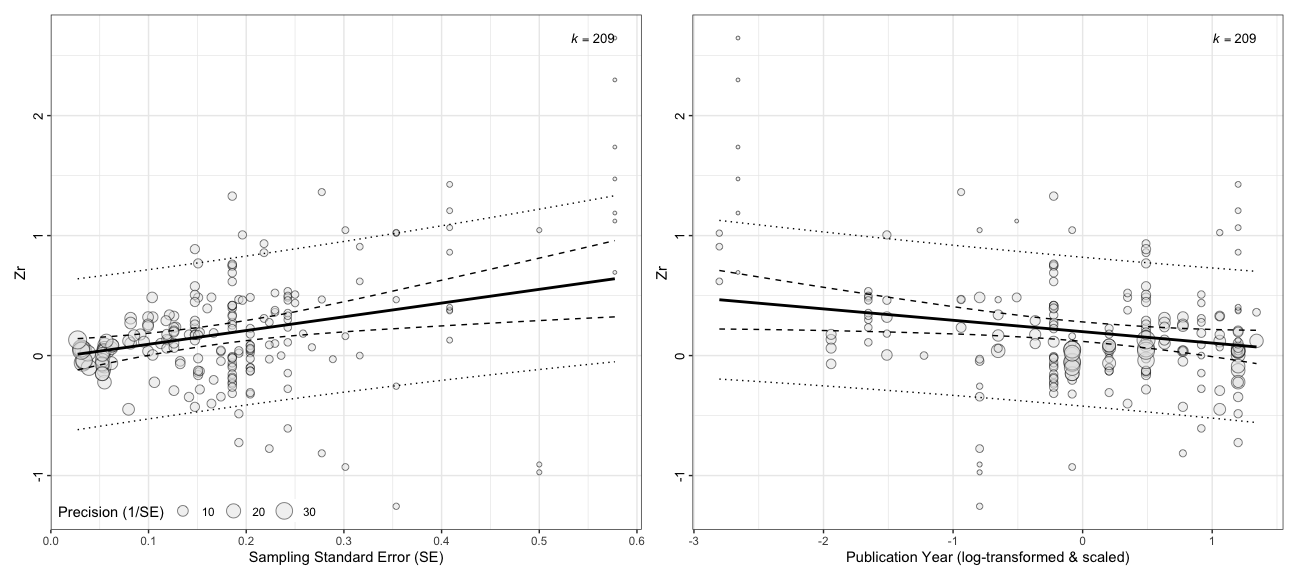 k = 209
Zr
2
1
0
-1
Precision (1/SE) 10 20 30
0.0 0.1 0.2 0.3 0.4 0.5 0.6
Sampling Standard Error (SE)
k = 209
Zr
2
1
0
-1
-3 -2 -1 0 1
Publication Year (log-transformed & scaled)